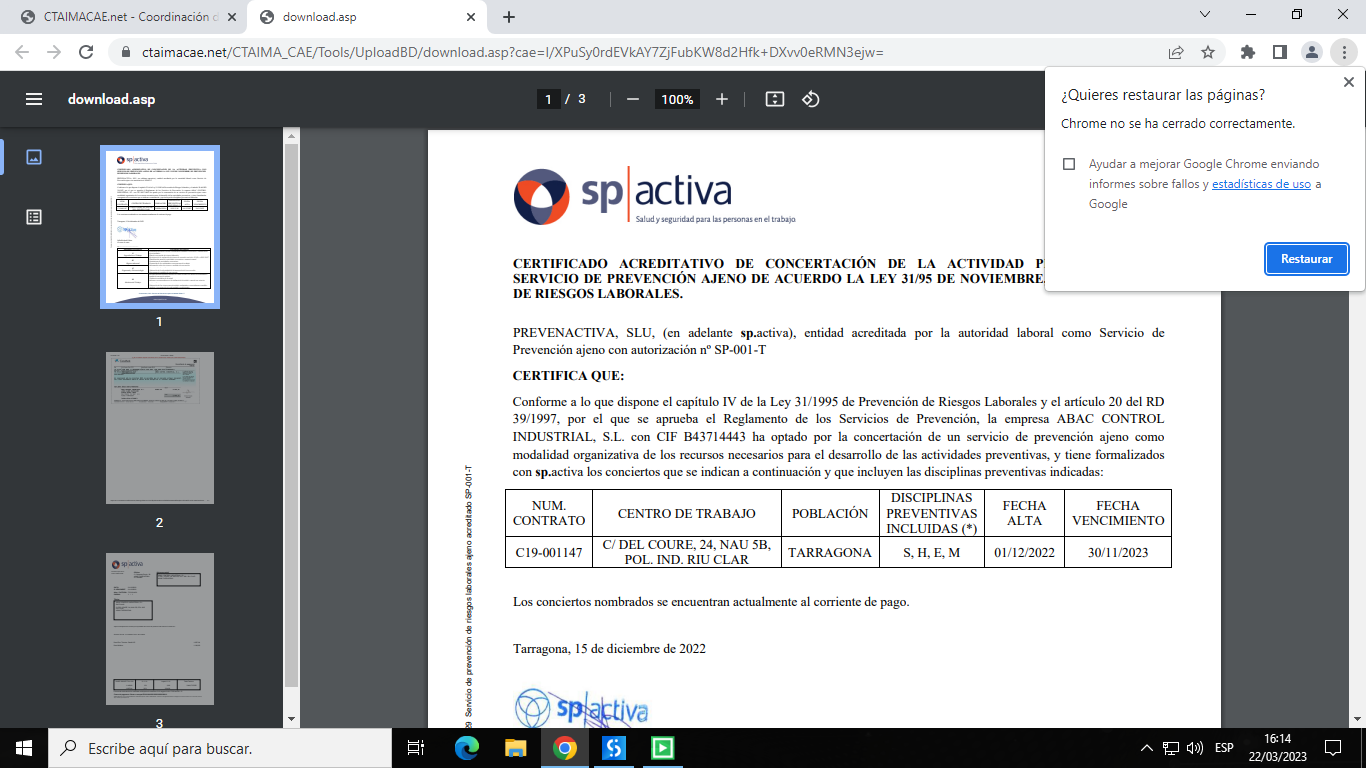 CTAIMACAE.net - Coordinación d
download.asp
ctaimacae.net/CTAIMA_CAE/Tools/UploadBD/download.asp?cae=I/XPuSy0rdEVkAY7ZjFubKW8d2Hfk+DXvv0eRMN3ejw=
download.asp
1 / 3
100%
¿Quieres restaurar las páginas?
Chrome no se ha cerrado correctamente.
Ayudar a mejorar Google Chrome enviando
informes sobre fallos y estadísticas de uso a
Google
Restaurar
1
2
3
sp activa
Salud y seguridad para las personas en el trabajo
CERTIFICADO ACREDITATIVO DE CONCERTACIÓN DE LA ACTIVIDAD P
SERVICIO DE PREVENCIÓN AJENO DE ACUERDO LA LEY 31/95 DE NOVIEMBRE,
DE RIESGOS LABORALES.
PREVENACTIVA, SLU, (en adelante sp.activa), entidad acreditada por la autoridad laboral como Servicio de
Prevención ajeno con autorización nº SP-001-T
CERTIFICA QUE:
Conforme a lo que dispone el capítulo IV de la Ley 31/1995 de Prevención de Riesgos Laborales y el artículo 20 del RD
39/1997, por el que se aprueba el Reglamento de los Servicios de Prevención, la empresa ABAC CONTROL
INDUSTRIAL, S.L. con CIF B43714443 ha optado por la concertación de un servicio de prevención ajeno como
modalidad organizativa de los recursos necesarios para el desarrollo de las actividades preventivas, y tiene formalizados
con sp.activa los conciertos que se indican a continuación y que incluyen las disciplinas preventivas indicadas:
NUM. CONTRATO CENTRO DE TRABAJO POBLACIÓN DISCIPLINAS PREVENTIVAS INCLUIDAS (*) FECHA ALTA FECHA VENCIMIENTO
C19-001147 C/ DEL COURE, 24, NAU 5B, POL. IND. RIU CLAR TARRAGONA S, H, E, M 01/12/2022 30/11/2023
Los conciertos nombrados se encuentran actualmente al corriente de pago.
Tarragona, 15 de diciembre de 2022
sp activa
29 Servicio de prevención de riesgos laborales ajeno acreditado SP-001-T
Escribe aquí para buscar.
ESP
16:14
22/03/2023